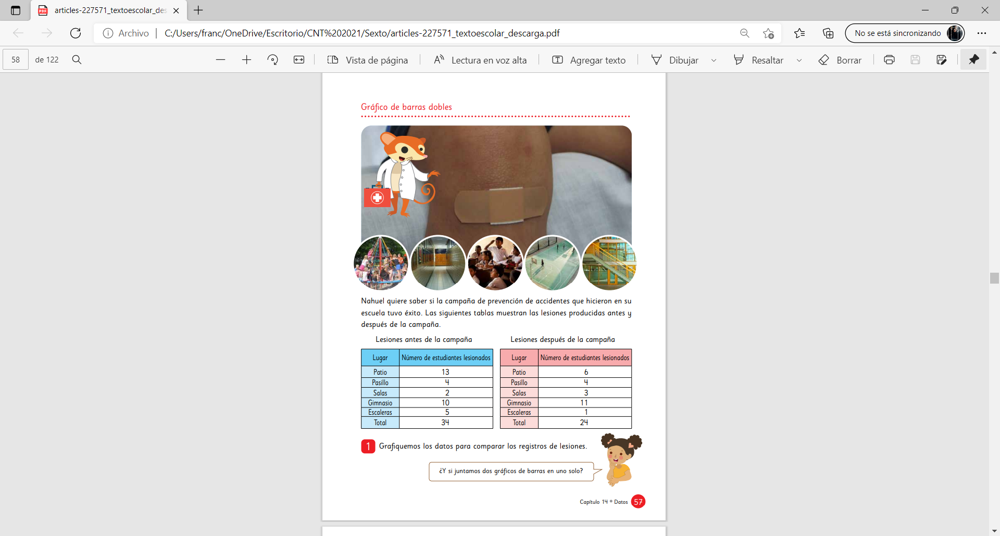 articles-227571_textoescolar_des
Archivo
C:/Users/franc/OneDrive/Escritorio/CNT%202021/Sexto/articles-227571_textoescolar_descarga.pdf
No se está sincronizando
58 de 122
Vista de página
Lectura en voz alta
Agregar texto
Dibujar
Resaltar
Borrar
Gráfico de barras dobles
Nahuel quiere saber si la campaña de prevención de accidentes que hicieron en su
escuela tuvo éxito. Las siguientes tablas muestran las lesiones producidas antes y
después de la campaña.
Lesiones antes de la campaña
Lugar Número de estudiantes lesionados
Patio 13
Pasillo 4
Salas 2
Gimnasio 10
Escaleras 5
Total 34
Lesiones después de la campaña
Lugar Número de estudiantes lesionados
Patio 6
Pasillo 4
Salas 3
Gimnasio 11
Escaleras 1
Total 24
1 Grafiquemos los datos para comparar los registros de lesiones.
¿Y si juntamos dos gráficos de barras en uno solo?
Capítulo 14 • Datos 57